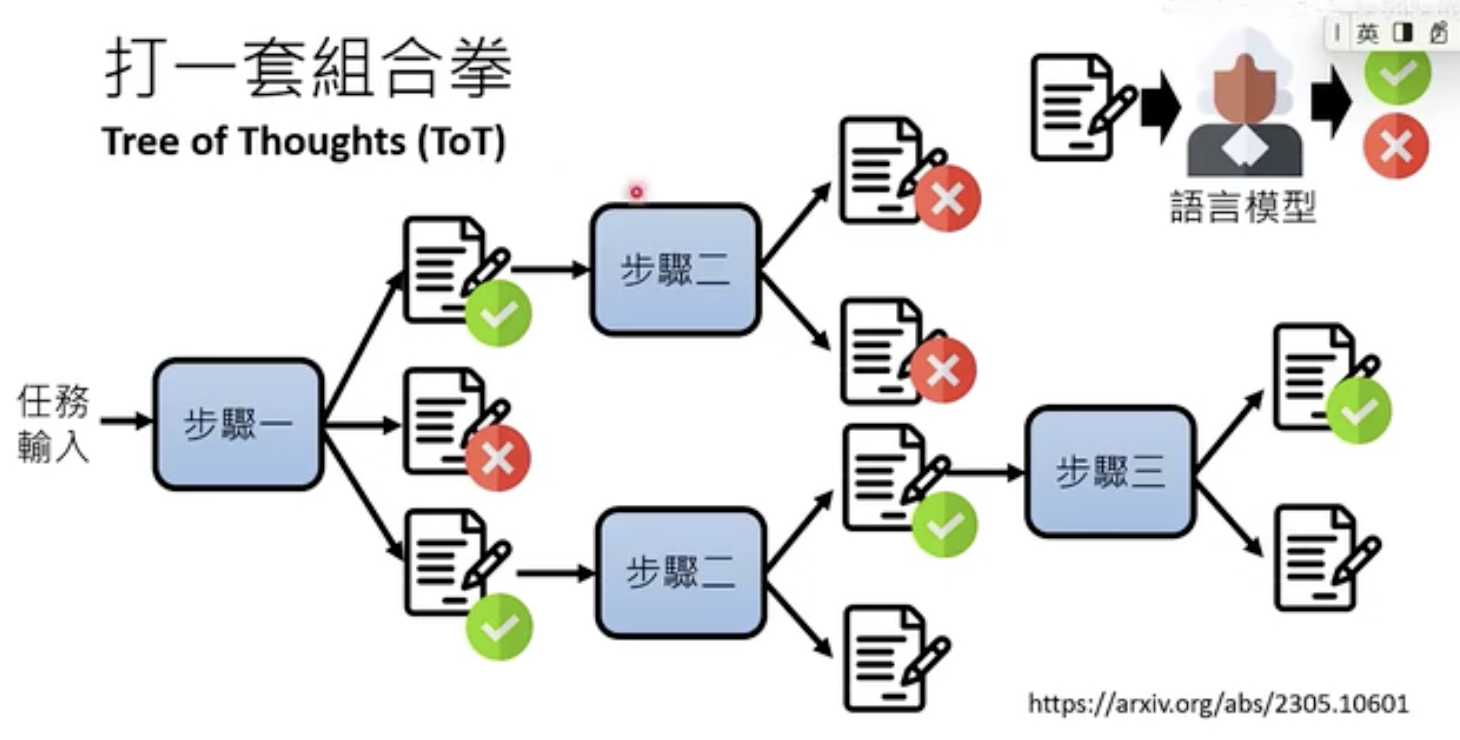 打一套組合拳
Tree of Thoughts (ToT)
英
語言模型
任務
輸入
步驟一
步驟二
步驟二
步驟三
https://arxiv.org/abs/2305.10601